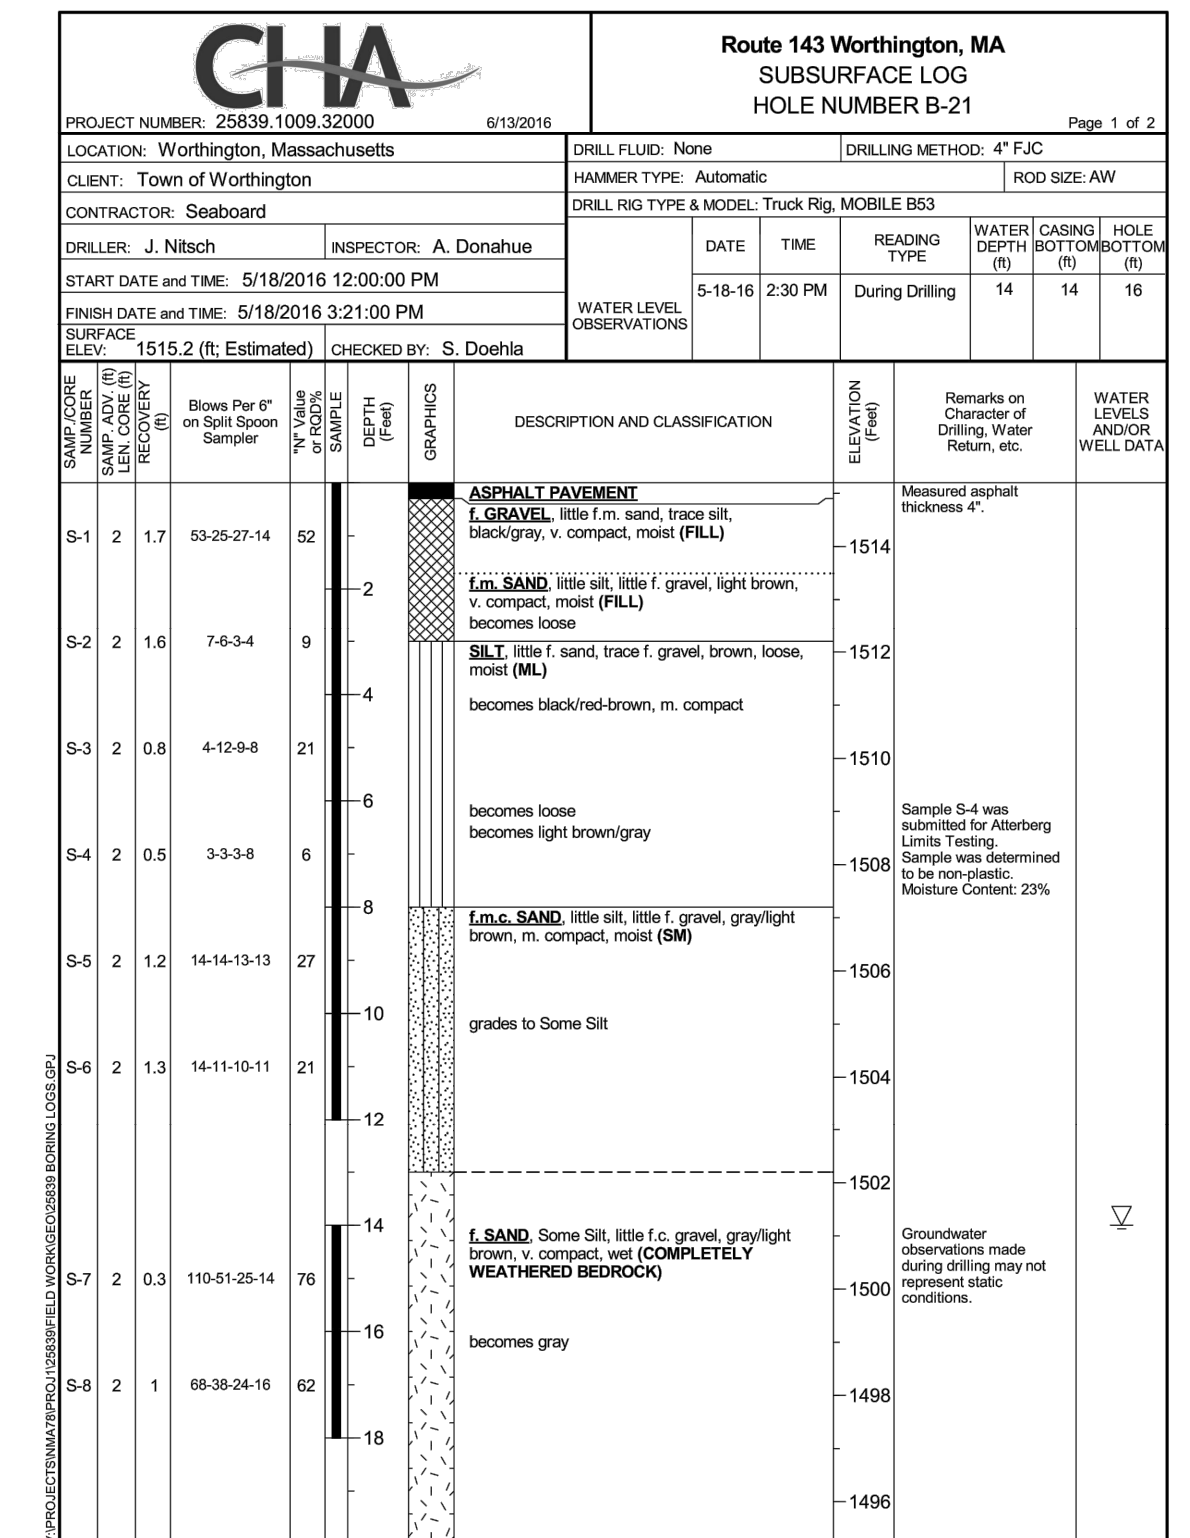 CHA
Route 143 Worthington, MA
SUBSURFACE LOG
HOLE NUMBER B-21
PROJECT NUMBER: 25839.1009.32000 6/13/2016
Page 1 of 2
LOCATION: Worthington, Massachusetts
DRILL FLUID: None
DRILLING METHOD: 4" FJC
CLIENT: Town of Worthington
HAMMER TYPE: Automatic
ROD SIZE: AW
CONTRACTOR: Seaboard
DRILL RIG TYPE & MODEL: Truck Rig, MOBILE B53
DRILLER: J. Nitsch
INSPECTOR: A. Donahue
START DATE and TIME: 5/18/2016 12:00:00 PM
FINISH DATE and TIME: 5/18/2016 3:21:00 PM
SURFACE
ELEV: 1515.2 (ft; Estimated)
CHECKED BY: S. Doehla
WATER LEVEL
OBSERVATIONS
DATE
TIME
READING
TYPE
WATER
DEPTH
(ft)
CASING
BOTTOM
(ft)
HOLE
BOTTOM
(ft)
5-18-16 2:30 PM During Drilling 14 14 16
SAMP./CORE
NUMBER
SAMP. ADV. (ft)
LEN. CORE (ft)
RECOVERY
(ft)
Blows Per 6"
on Split Spoon
Sampler
"N" Value
or RQD%
SAMPLE
DEPTH
(Feet)
GRAPHICS
DESCRIPTION AND CLASSIFICATION
ELEVATION
(Feet)
Remarks on
Character of
Drilling, Water
Return, etc.
WATER
LEVELS
AND/OR
WELL DATA
ASPHALT PAVEMENT
Measured asphalt
thickness 4".
f. GRAVEL, little f.m. sand, trace silt,
black/gray, v. compact, moist (FILL)
S-1 2 1.7 53-25-27-14 52
1514
2
f.m. SAND, little silt, little f. gravel, light brown,
v. compact, moist (FILL)
becomes loose
S-2 2 1.6 7-6-3-4 9
1512
SILT, little f. sand, trace f. gravel, brown, loose,
moist (ML)
4
becomes black/red-brown, m. compact
S-3 2 0.8 4-12-9-8 21
1510
6
becomes loose
becomes light brown/gray
Sample S-4 was
submitted for Atterberg
Limits Testing.
Sample was determined
to be non-plastic.
Moisture Content: 23%
S-4 2 0.5 3-3-3-8 6
1508
8
f.m.c. SAND, little silt, little f. gravel, gray/light
brown, m. compact, moist (SM)
S-5 2 1.2 14-14-13-13 27
1506
10
grades to Some Silt
S-6 2 1.3 14-11-10-11 21
1504
12
1502
14
f. SAND, Some Silt, little f.c. gravel, gray/light
brown, v. compact, wet (COMPLETELY
WEATHERED BEDROCK)
Groundwater
observations made
during drilling may not
represent static
conditions.
S-7 2 0.3 110-51-25-14 76
1500
16
becomes gray
S-8 2 1 68-38-24-16 62
1498
18
1496
:\PROJECTS\NMA78\PROJ1\25839\FIELD WORK\GEO\25839 BORING LOGS.GPJ